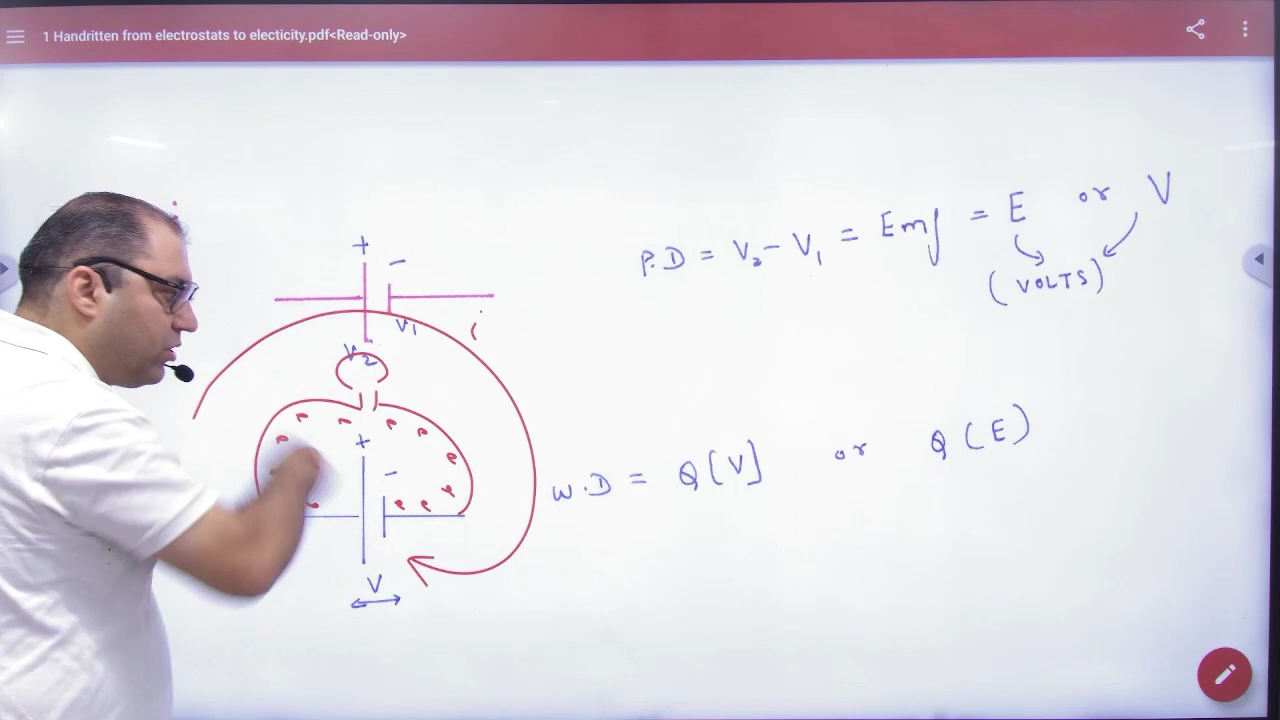 1 Handritten from electrostats to electicity.pdf<Read-only>
P.D = V₂ - V₁ = Emf = E or V
(VOLTS)
+
-
V₁
V₂
+
-
e e e e e e e e e
W.D = Q[V] or Q(E)
V